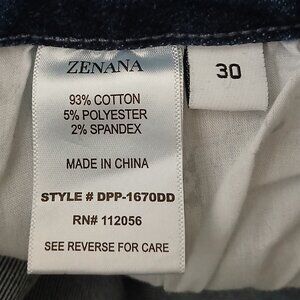 ZENANA
30
93% COTTON
5% POLYESTER
2% SPANDEX
MADE IN CHINA
STYLE # DPP-1670DD
RN# 112056
SEE REVERSE FOR CARE